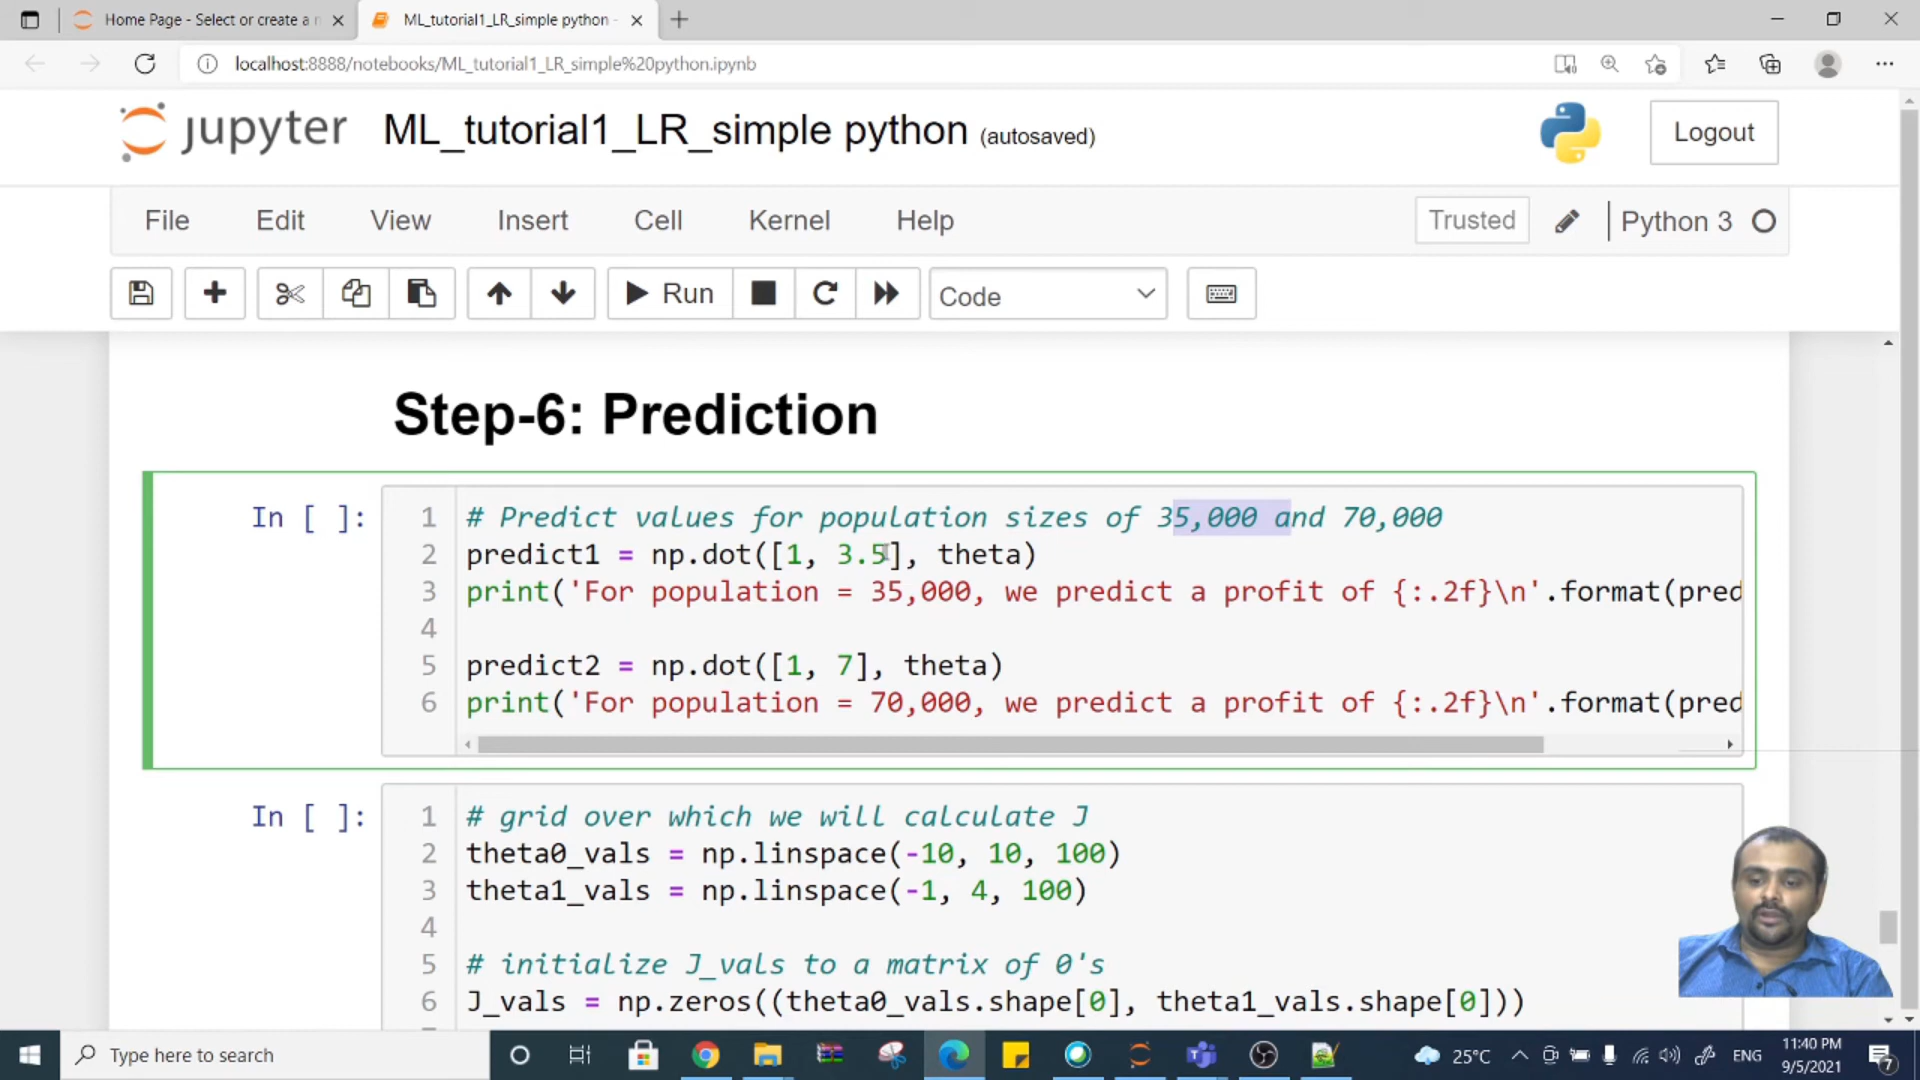 Home Page - Select or create a n
ML_tutorial1_LR_simple python -
localhost:8888/notebooks/ML_tutorial1_LR_simple%20python.ipynb
jupyter ML_tutorial1_LR_simple python (autosaved)
Logout
File Edit View Insert Cell Kernel Help
Trusted
Python 3
Run
Code
Step-6: Prediction
In [ ]:
1 # Predict values for population sizes of 35,000 and 70,000
2 predict1 = np.dot([1, 3.5], theta)
3 print('For population = 35,000, we predict a profit of {:.2f}\n'.format(pred
4
5 predict2 = np.dot([1, 7], theta)
6 print('For population = 70,000, we predict a profit of {:.2f}\n'.format(pred
In [ ]:
1 # grid over which we will calculate J
2 theta0_vals = np.linspace(-10, 10, 100)
3 theta1_vals = np.linspace(-1, 4, 100)
4
5 # initialize J_vals to a matrix of 0's
6 J_vals = np.zeros((theta0_vals.shape[0], theta1_vals.shape[0]))
Type here to search
25°C
ENG
11:40 PM
9/5/2021
7